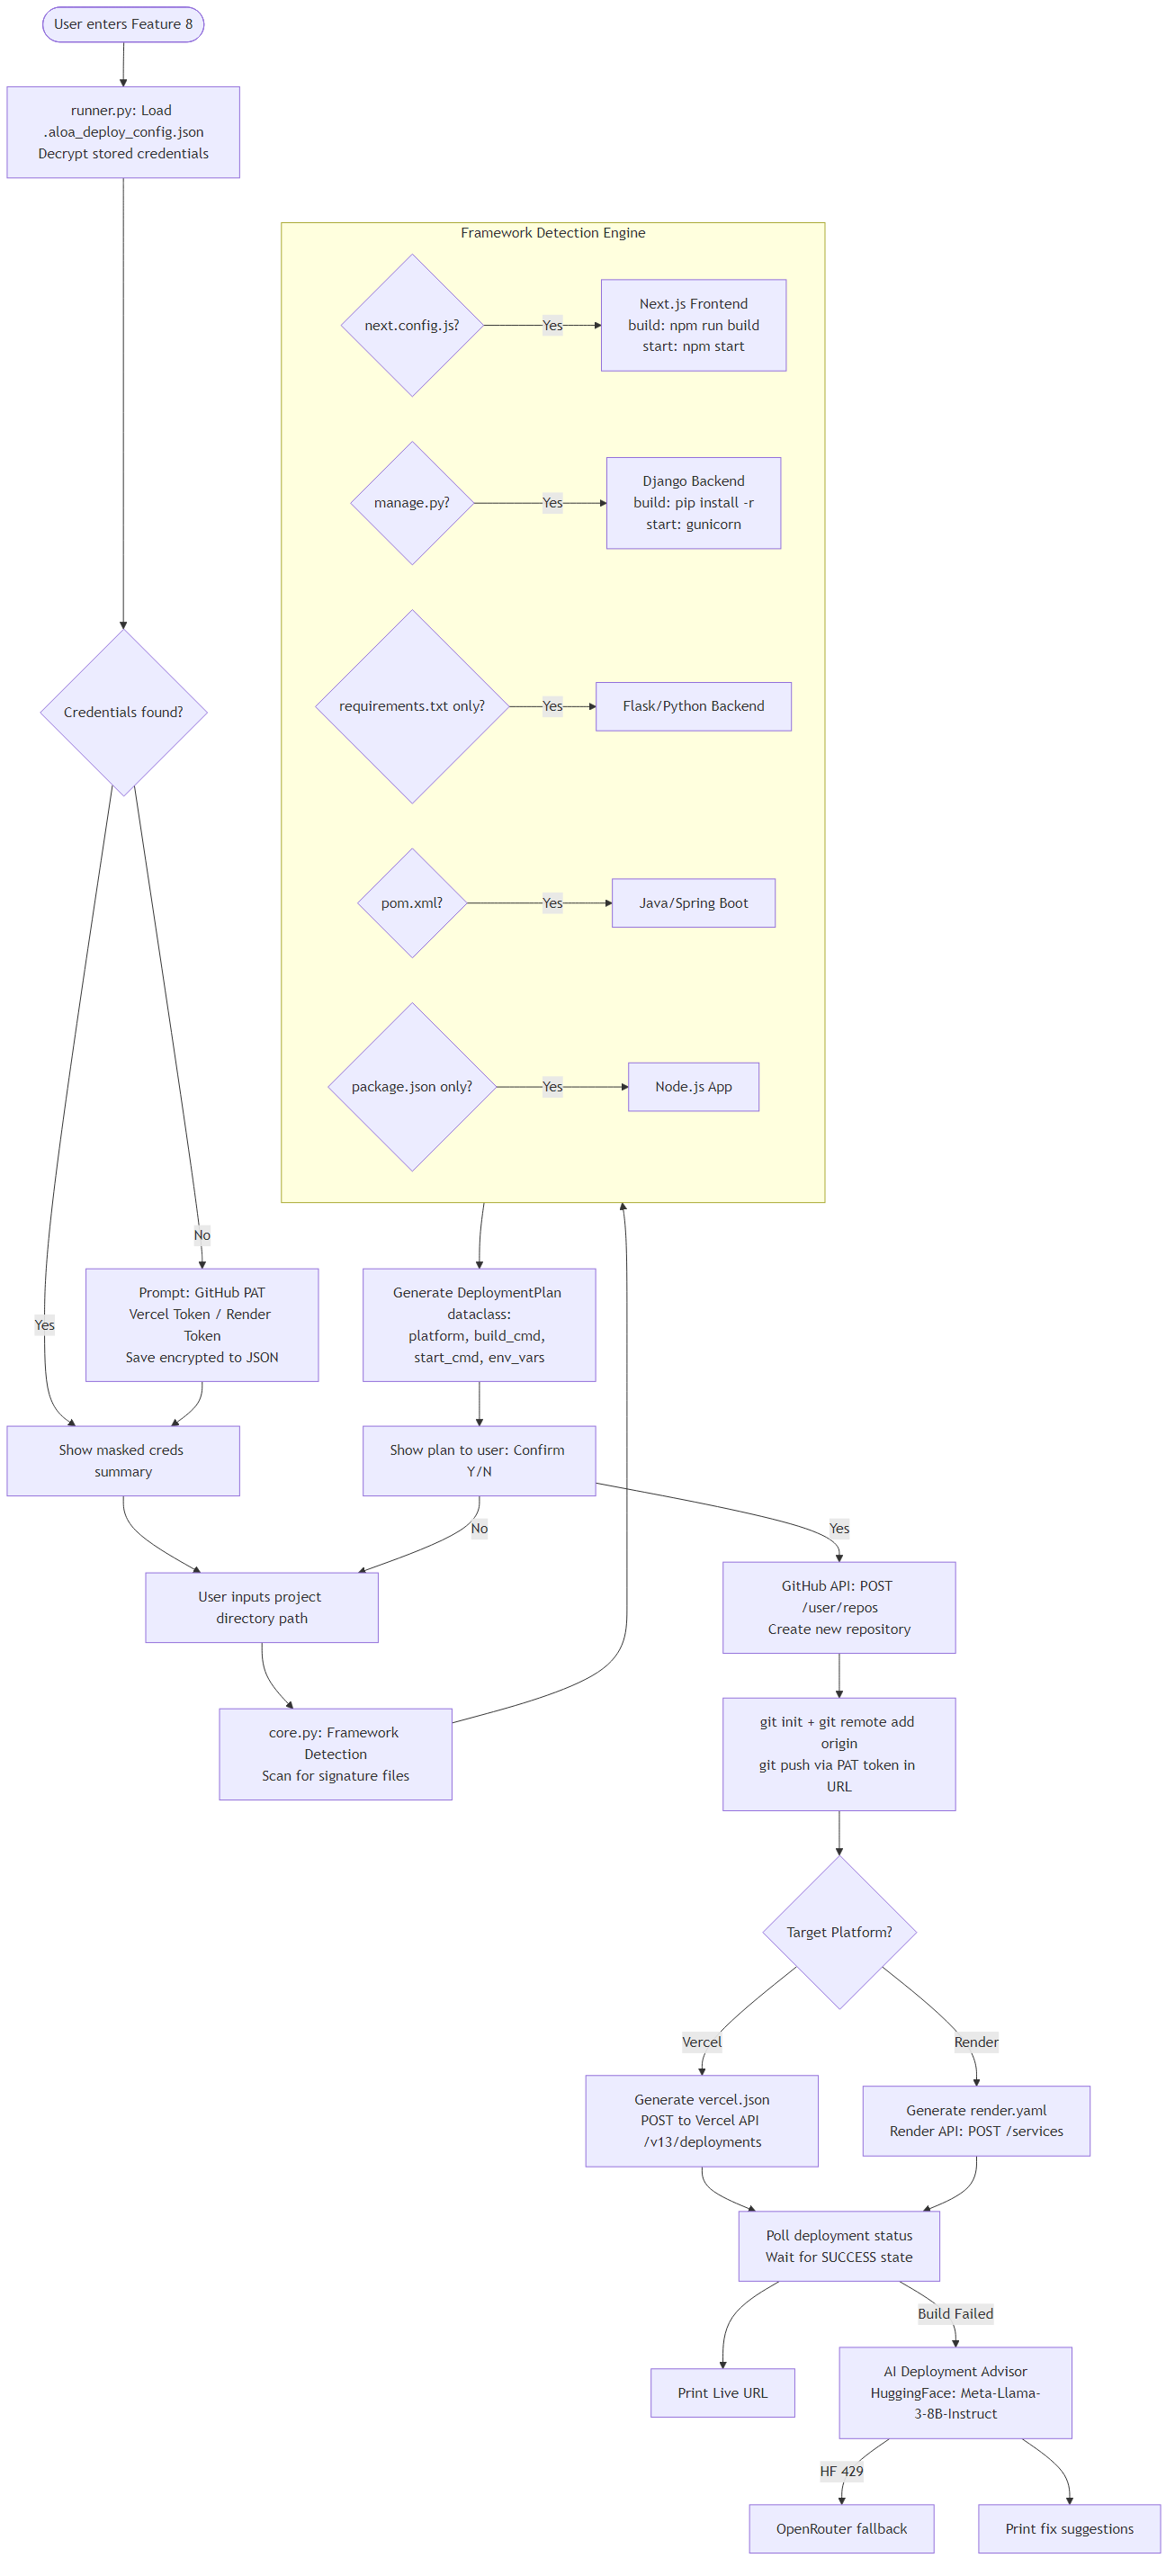 User enters Feature 8
runner.py: Load
.aloa_deploy_config.json
Decrypt stored credentials
Credentials found?
Framework Detection Engine
next.config.js?
Yes
Next.js Frontend
build: npm run build
start: npm start
manage.py?
Yes
Django Backend
build: pip install -r
start: gunicorn
requirements.txt only?
Yes
Flask/Python Backend
pom.xml?
Yes
Java/Spring Boot
package.json only?
Yes
Node.js App
No
Yes
Prompt: GitHub PAT
Vercel Token / Render
Token
Save encrypted to JSON
Generate DeploymentPlan
dataclass:
platform, build_cmd,
start_cmd, env_vars
Show masked creds
summary
Show plan to user: Confirm
Y/N
No
Yes
User inputs project
directory path
core.py: Framework
Detection
Scan for signature files
GitHub API: POST
/user/repos
Create new repository
git init + git remote add
origin
git push via PAT token in
URL
Target Platform?
Vercel
Render
Generate vercel.json
POST to Vercel API
/v13/deployments
Generate render.yaml
Render API: POST /services
Poll deployment status
Wait for SUCCESS state
Build Failed
Print Live URL
AI Deployment Advisor
HuggingFace: Meta-Llama-
3-8B-Instruct
HF 429
OpenRouter fallback
Print fix suggestions